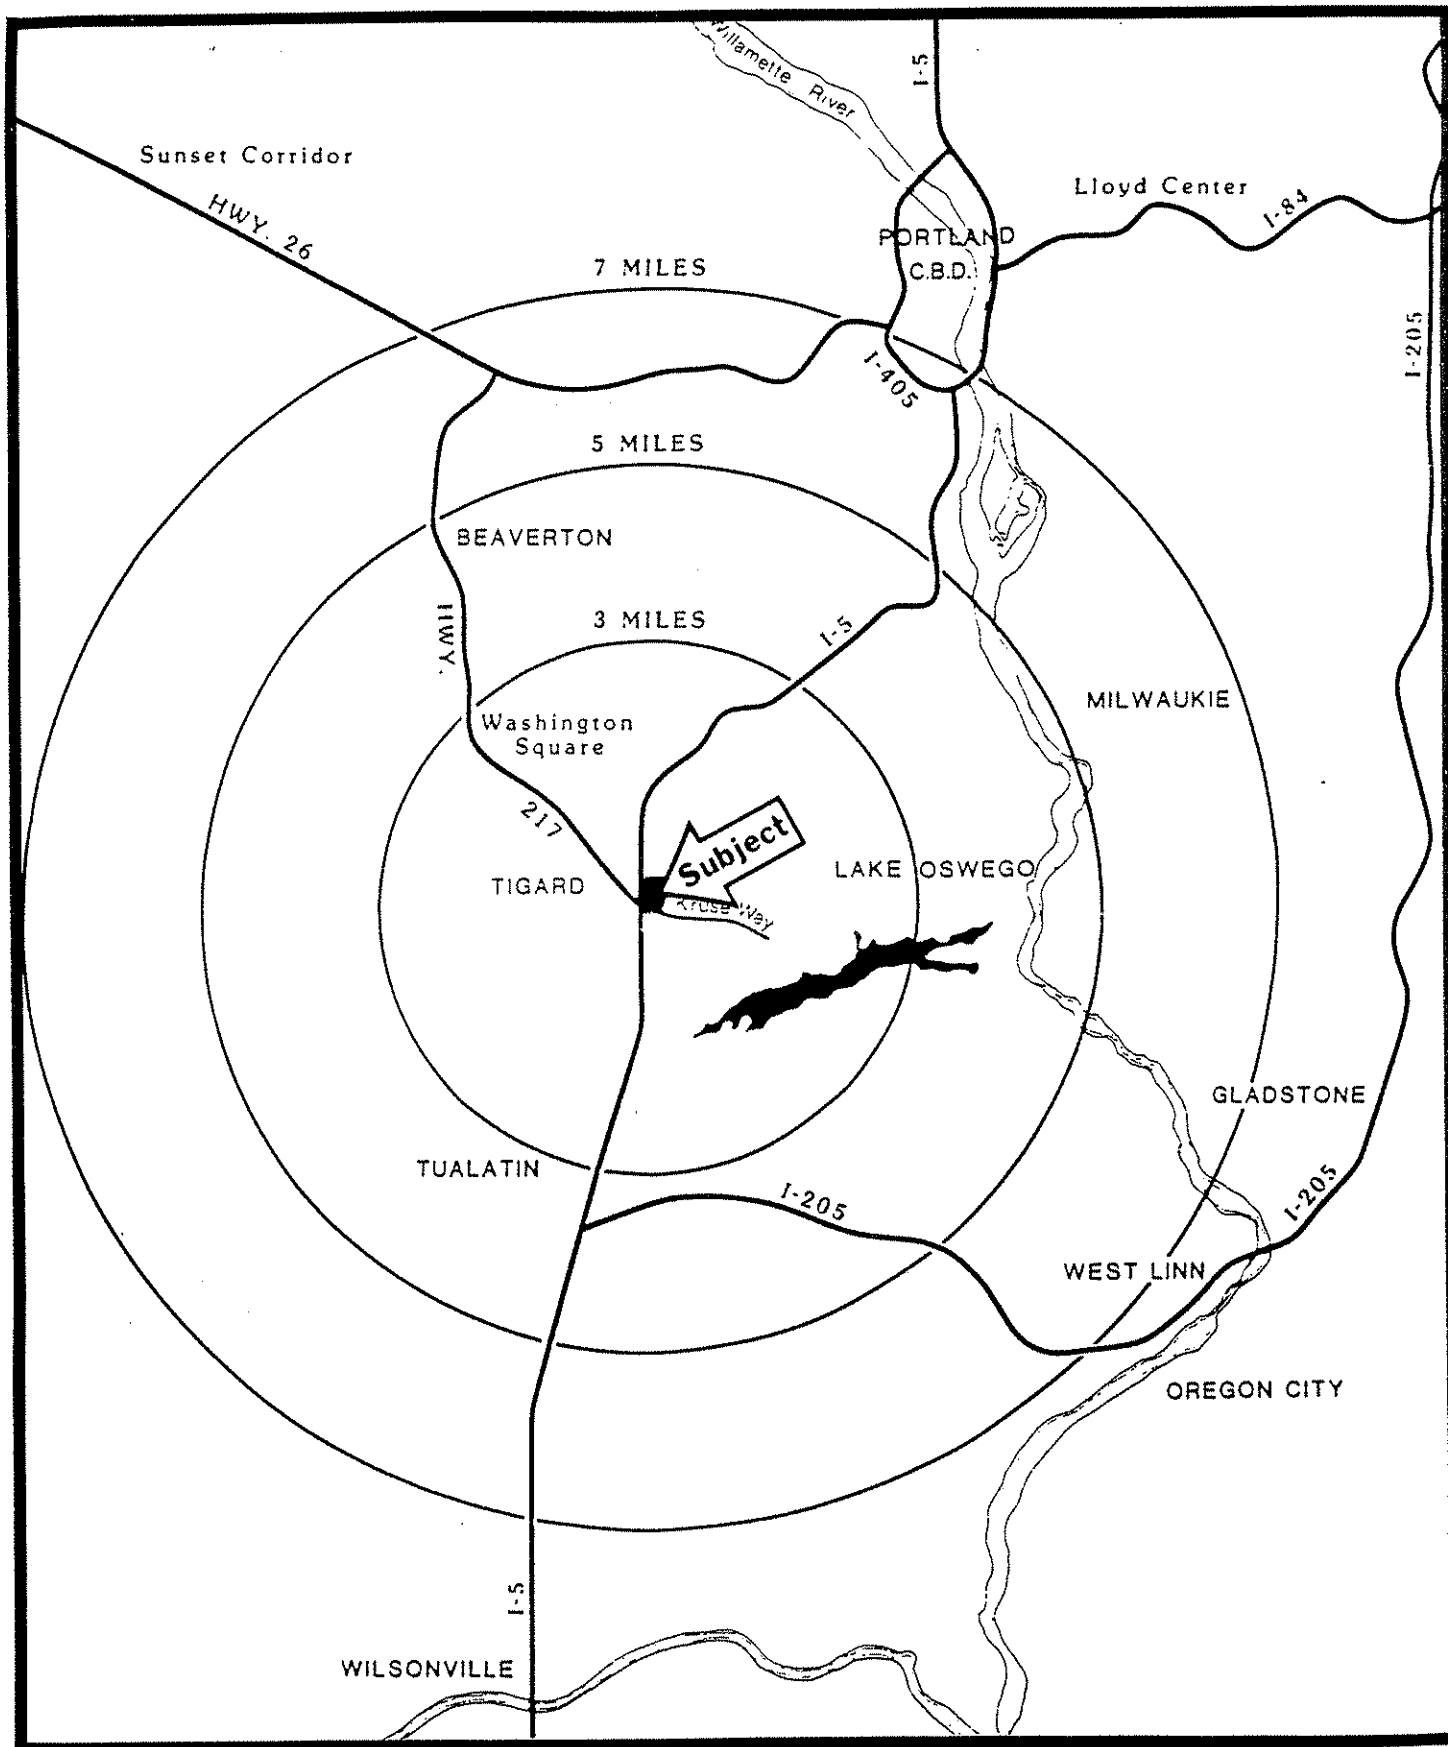 Willamette River
I-5
Sunset Corridor
Lloyd Center
I-84
HWY. 26
PORTLAND
C.B.D.
7 MILES
I-205
I-405
5 MILES
BEAVERTON
HWY.
3 MILES
I-5
MILWAUKIE
Washington
Square
217
Subject
LAKE OSWEGO
TIGARD
Kruse Way
GLADSTONE
TUALATIN
I-205
I-205
WEST LINN
OREGON CITY
I-5
WILSONVILLE